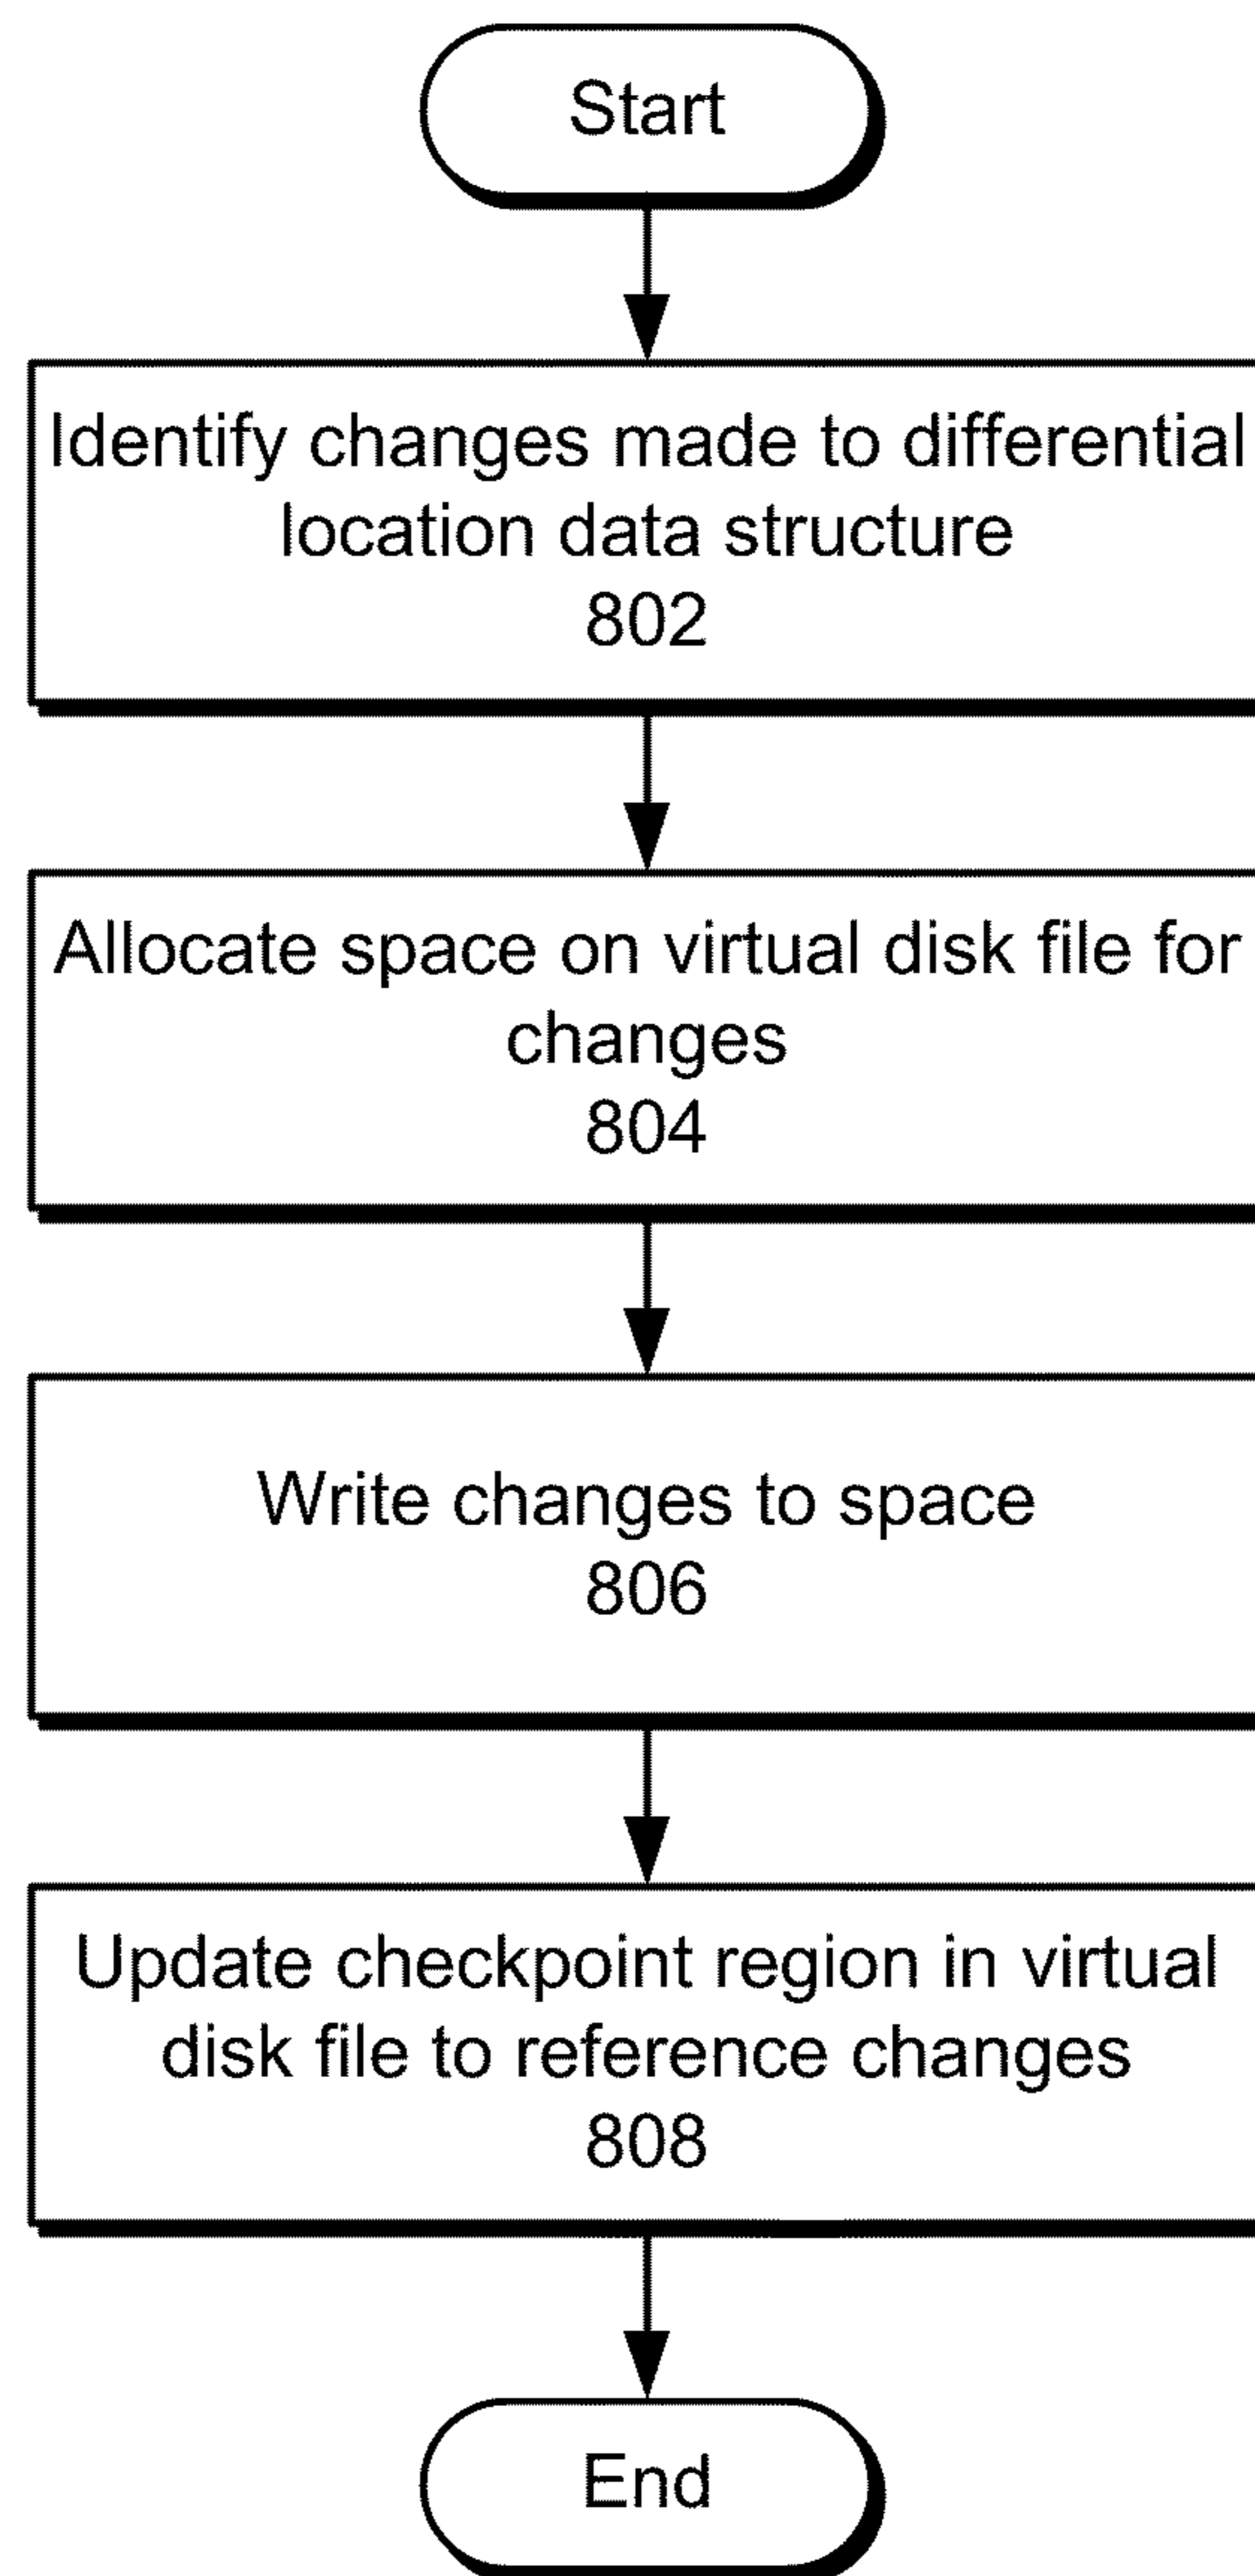 Start
Identify changes made to differential
location data structure
802
Allocate space on virtual disk file for
changes
804
Write changes to space
806
Update checkpoint region in virtual
disk file to reference changes
808
End